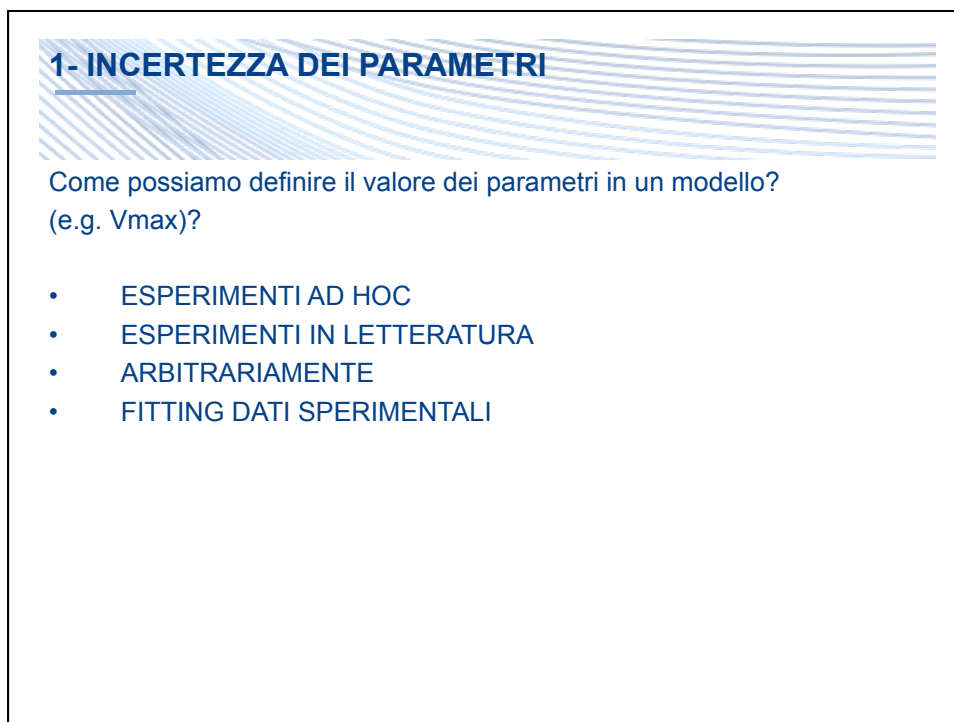 1- INCERTEZZA DEI PARAMETRI
Come possiamo definire il valore dei parametri in un modello?
(e.g. Vmax)?
• ESPERIMENTI AD HOC
• ESPERIMENTI IN LETTERATURA
• ARBITRARIAMENTE
• FITTING DATI SPERIMENTALI